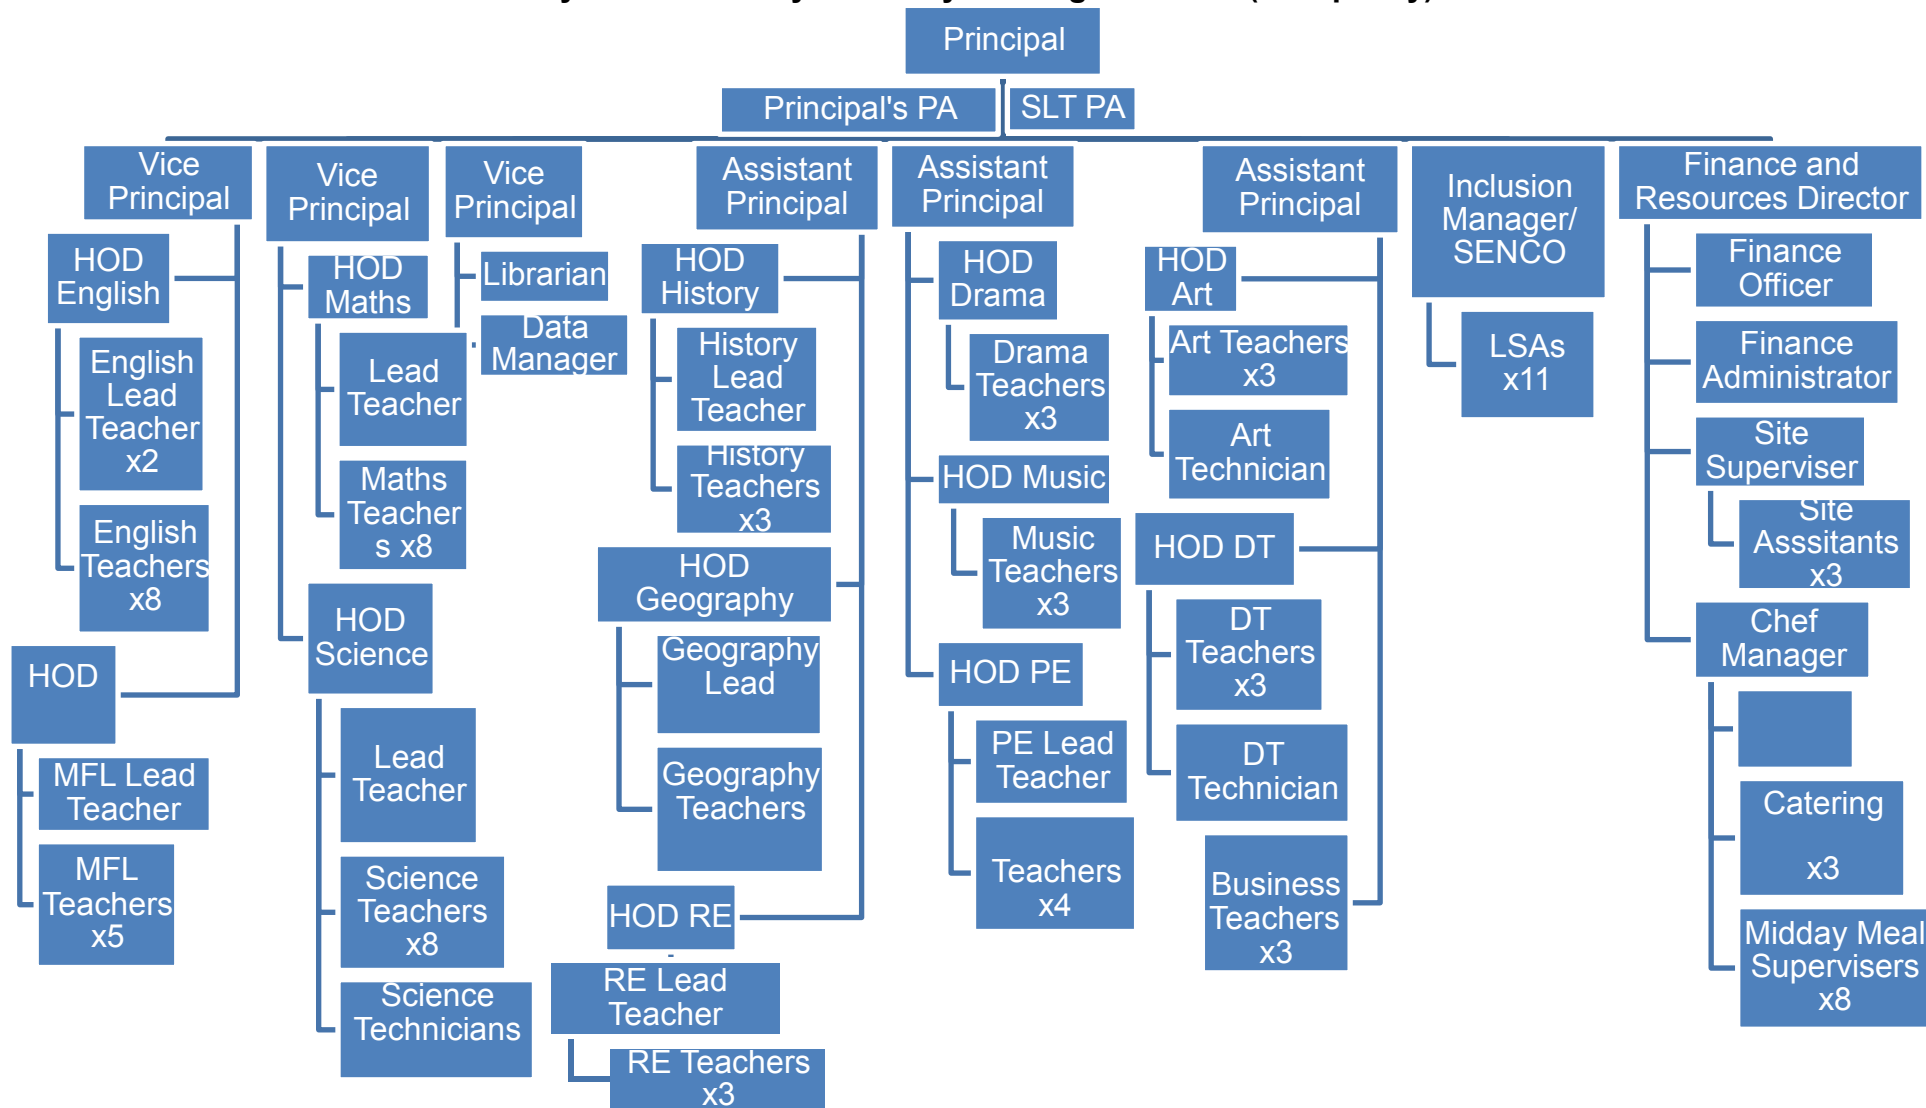 Principal
Principal's PA
SLT PA
Vice
Principal
HOD
English
English
Lead
Teacher
x2
English
Teachers
x8
HOD
MFL Lead
Teacher
MFL
Teachers
x5
Vice
Principal
HOD
Maths
Lead
Teacher
Maths
Teacher
s x8
HOD
Science
Lead
Teacher
Science
Teachers
x8
Science
Technicians
Vice
Principal
Librarian
Data
Manager
Assistant
Principal
HOD
History
History
Lead
Teacher
History
Teachers
x3
HOD
Geography
Geography
Lead
Geography
Teachers
HOD RE
RE Lead
Teacher
RE Teachers
x3
Assistant
Principal
HOD
Drama
Drama
Teachers
x3
HOD Music
Music
Teachers
x3
HOD PE
PE Lead
Teacher
Teachers
x4
Assistant
Principal
HOD
Art
Art Teachers
x3
Art
Technician
HOD DT
DT
Teachers
x3
DT
Technician
Business
Teachers
x3
Inclusion
Manager/
SENCO
LSAs
x11
Finance and
Resources Director
Finance
Officer
Finance
Administrator
Site
Superviser
Site
Asssitants
x3
Chef
Manager
Catering
x3
Midday Meal
Supervisers
x8